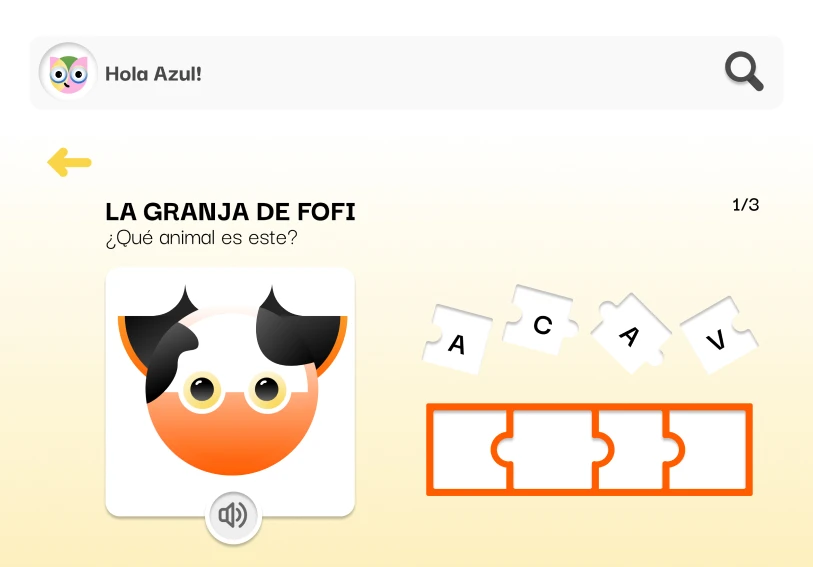 Hola Azul!
LA GRANJA DE FOFI
1/3
¿Qué animal es este?
A C A V